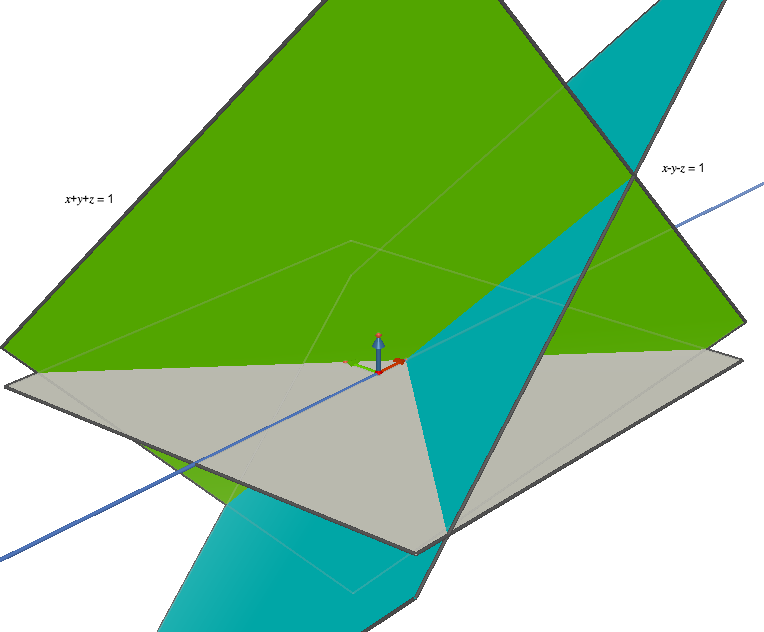 x+y+z = 1
x-y-z = 1